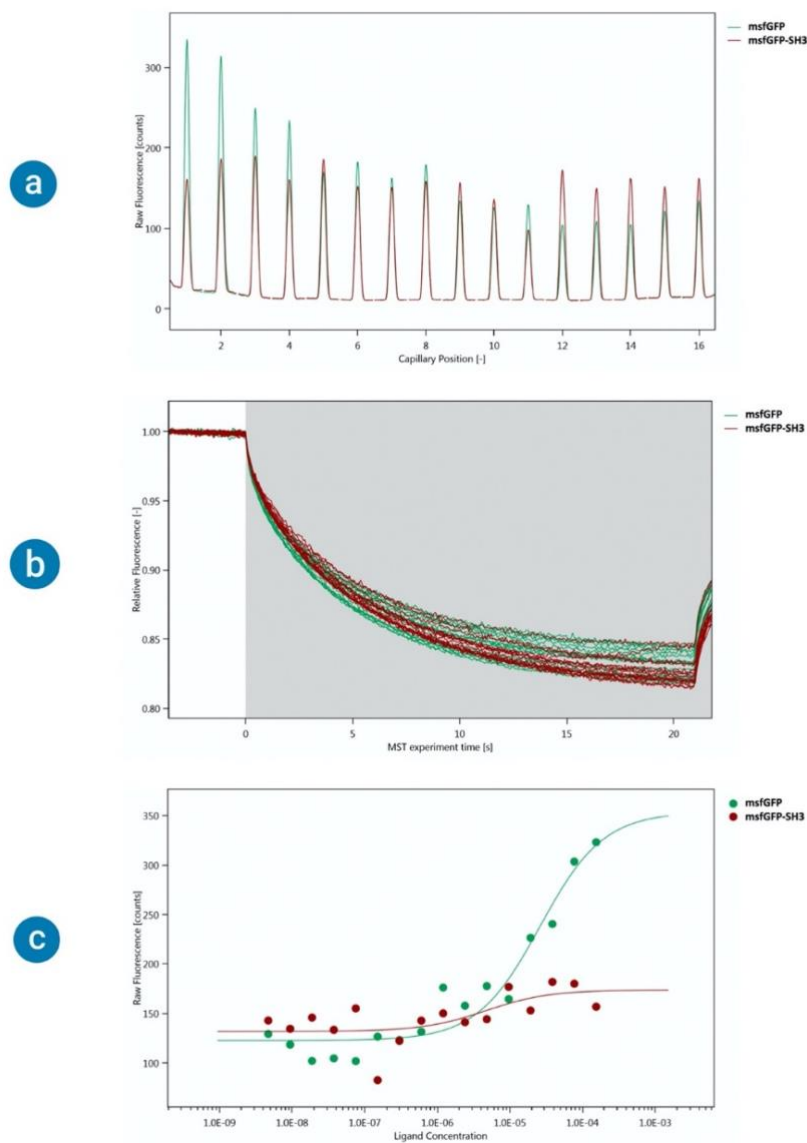 a
msfGFP
msfGFP-SH3
Raw Fluorescence [counts]
300
200
100
0
2 4 6 8 10 12 14 16
Capillary Position [-]
b
msfGFP
msfGFP-SH3
Relative Fluorescence [-]
1.00
0.95
0.90
0.85
0.80
0 5 10 15 20
MST experiment time [s]
c
msfGFP
msfGFP-SH3
Raw Fluorescence [counts]
350
300
250
200
150
100
1.0E-09 1.0E-08 1.0E-07 1.0E-06 1.0E-05 1.0E-04 1.0E-03
Ligand Concentration